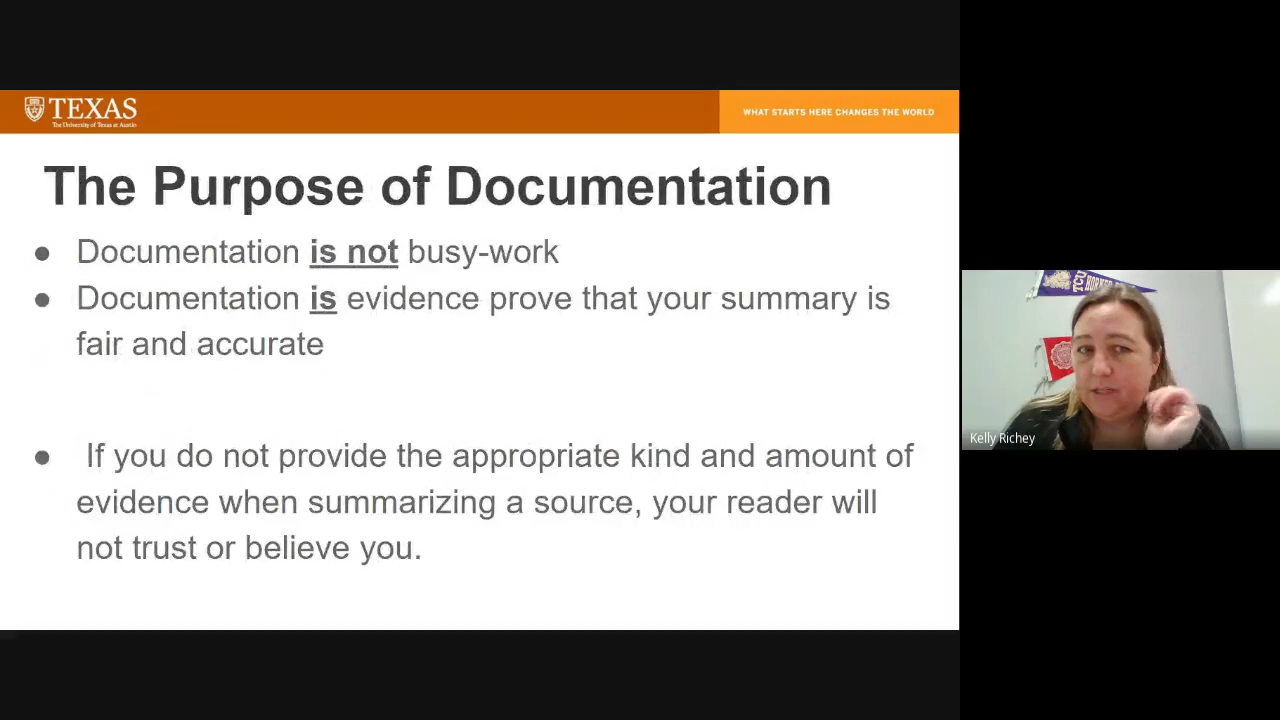 TEXAS
The University of Texas at Austin
WHAT STARTS HERE CHANGES THE WORLD
The Purpose of Documentation
● Documentation is not busy-work
● Documentation is evidence prove that your summary is
fair and accurate
● If you do not provide the appropriate kind and amount of
evidence when summarizing a source, your reader will
not trust or believe you.
TCU
Kelly Richey